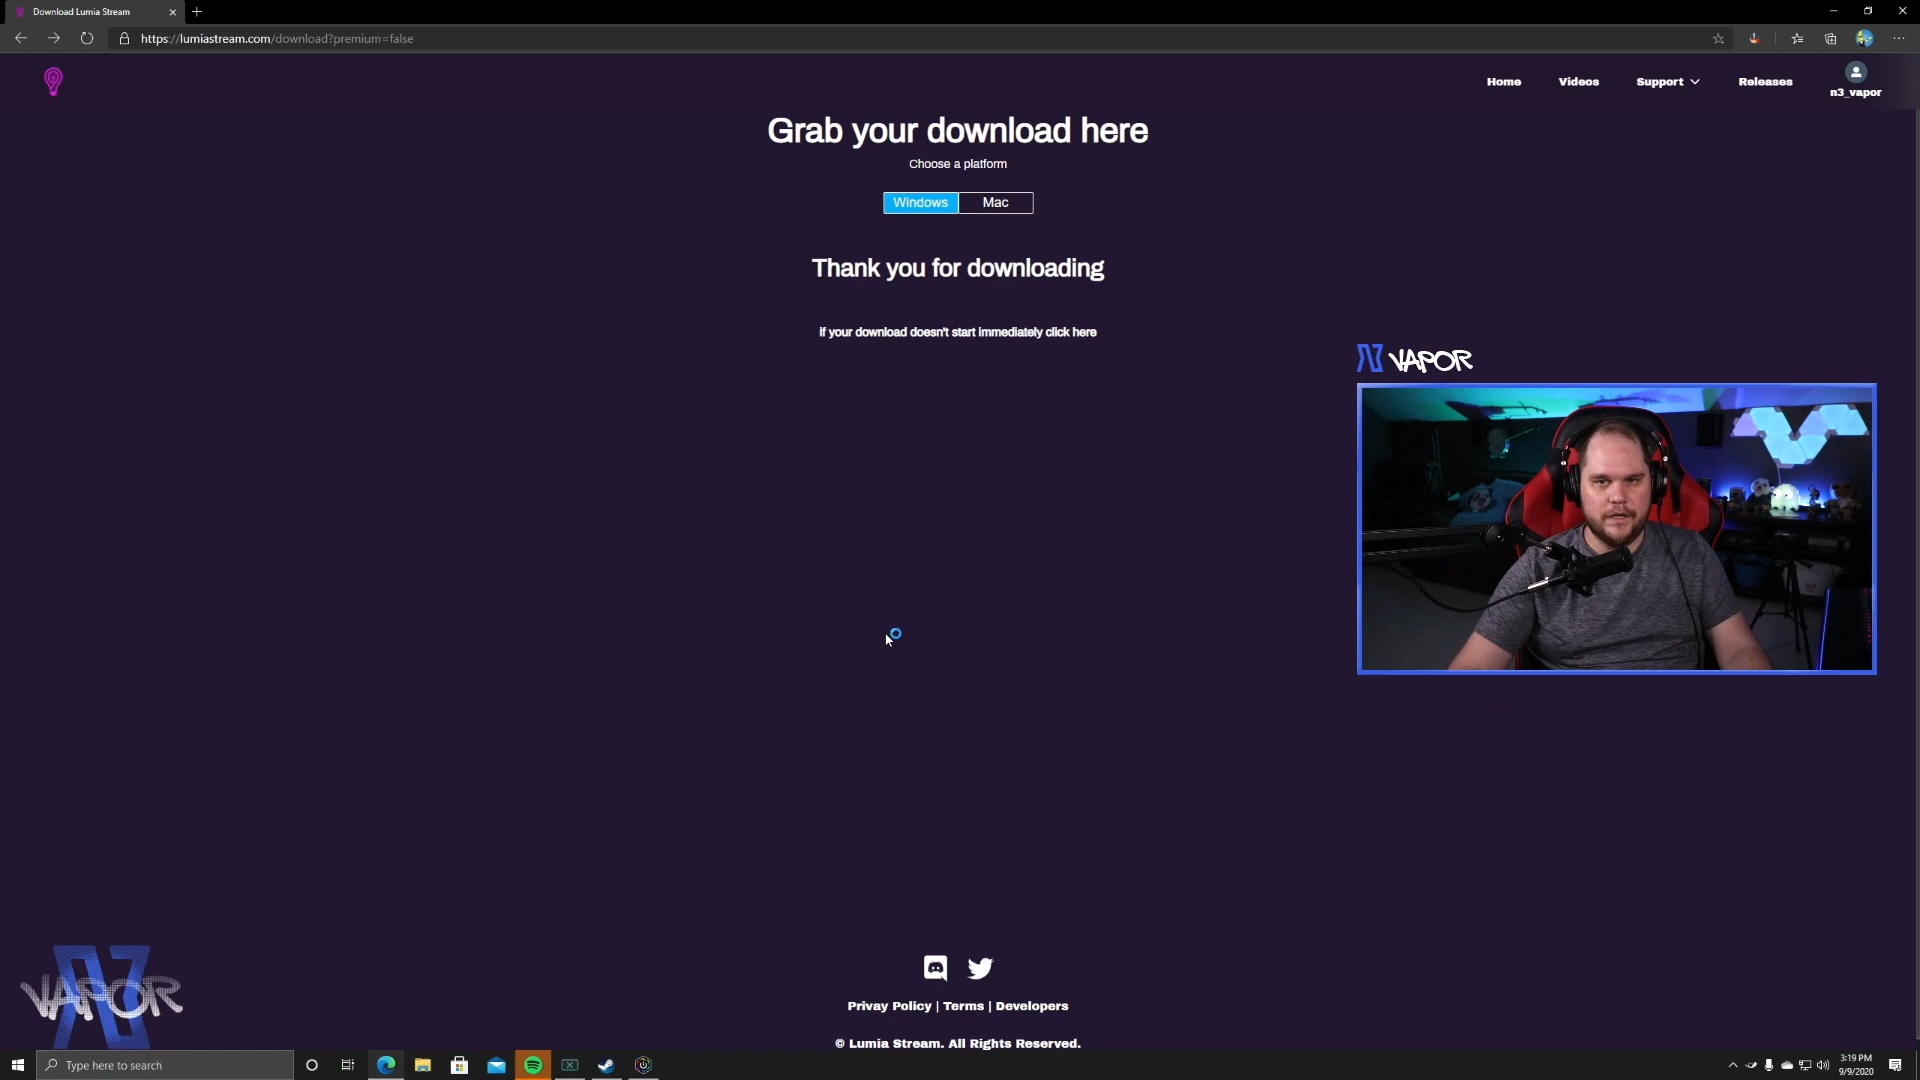 Download Lumia Stream
https://lumiastream.com/download?premium=false
Home Videos Support Releases n3_vapor
Grab your download here
Choose a platform
Windows Mac
Thank you for downloading
if your download doesn't start immediately click here
VAPOR
VAPOR
Privay Policy | Terms | Developers
© Lumia Stream. All Rights Reserved.
Type here to search
3:19 PM
9/9/2020